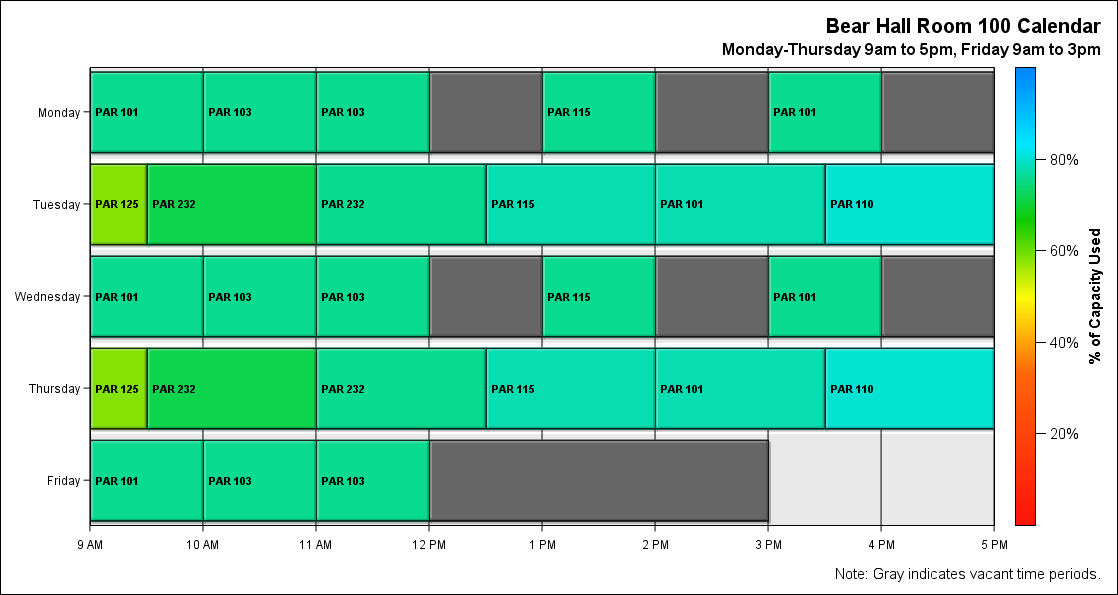 Bear Hall Room 100 Calendar
Monday-Thursday 9am to 5pm, Friday 9am to 3pm
Monday PAR 101 PAR 103 PAR 103 PAR 115 PAR 101
80%
Tuesday PAR 125 PAR 232 PAR 232 PAR 115 PAR 101 PAR 110
60%
Wednesday PAR 101 PAR 103 PAR 103 PAR 115 PAR 101
% of Capacity Used
40%
Thursday PAR 125 PAR 232 PAR 232 PAR 115 PAR 101 PAR 110
20%
Friday PAR 101 PAR 103 PAR 103
9 AM 10 AM 11 AM 12 PM 1 PM 2 PM 3 PM 4 PM 5 PM
Note: Gray indicates vacant time periods.